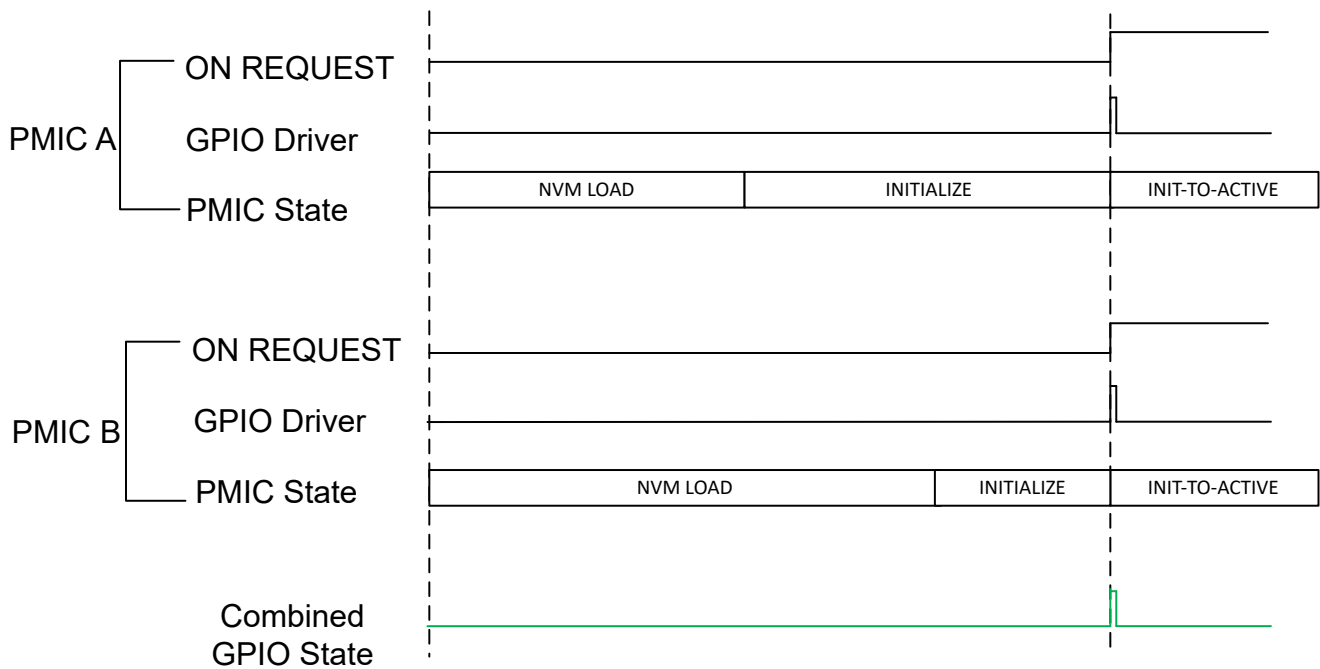 ON REQUEST
PMIC A
GPIO Driver
PMIC State
NVM LOAD
INITIALIZE
INIT-TO-ACTIVE
ON REQUEST
PMIC B
GPIO Driver
PMIC State
NVM LOAD
INITIALIZE
INIT-TO-ACTIVE
Combined
GPIO State